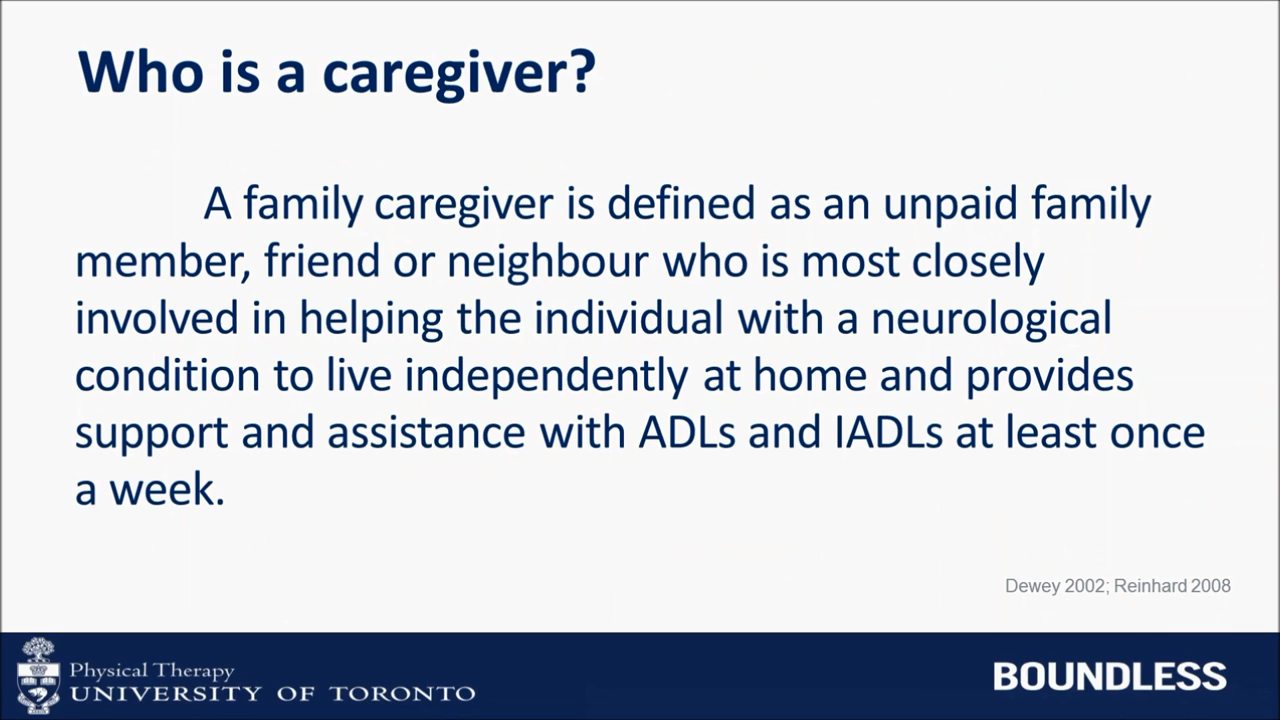 Who is a caregiver?
A family caregiver is defined as an unpaid family
member, friend or neighbour who is most closely
involved in helping the individual with a neurological
condition to live independently at home and provides
support and assistance with ADLs and IADLs at least once
a week.
Dewey 2002; Reinhard 2008
Physical Therapy
UNIVERSITY OF TORONTO
BOUNDLESS